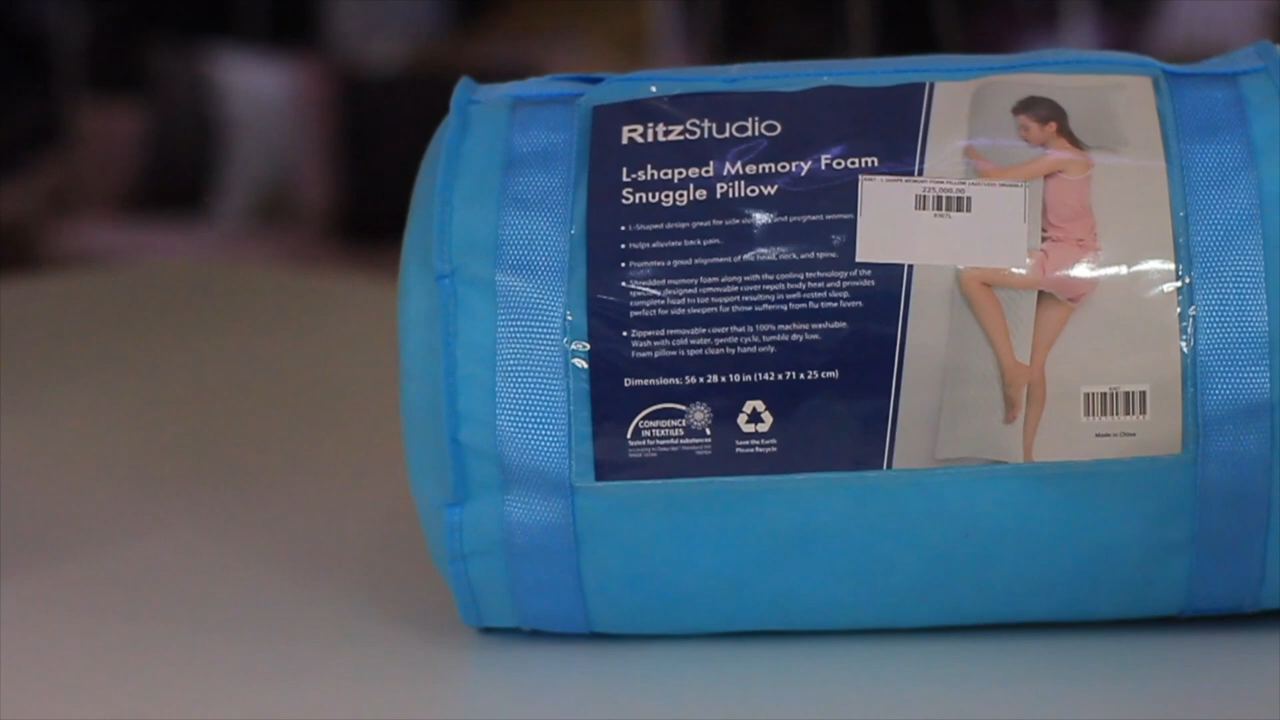 RitzStudio
L-shaped Memory Foam
Snuggle Pillow
• L-Shaped design great for side and pregnant women.
• Helps alleviate back pain.
• Promotes a good alignment of the head, neck, and spine.
• Shredded memory foam along with the cooling technology of the
specially designed removable cover repels body heat and provides
complete head to toe support resulting in well-rested sleep,
perfect for side sleepers for those suffering from flu-time fevers.
• Zippered removable cover that is 100% machine washable.
Wash with cold water, gentle cycle, tumble dry low.
Foam pillow is spot clean by hand only.
Dimensions: 56 x 28 x 10 in (142 x 71 x 25 cm)
CONFIDENCE
IN TEXTILES
Tested for harmful substances
Save the Earth
Please Recycle
L SHAPE MEMORY FOAM PILLOW
225,000.00
Made in China